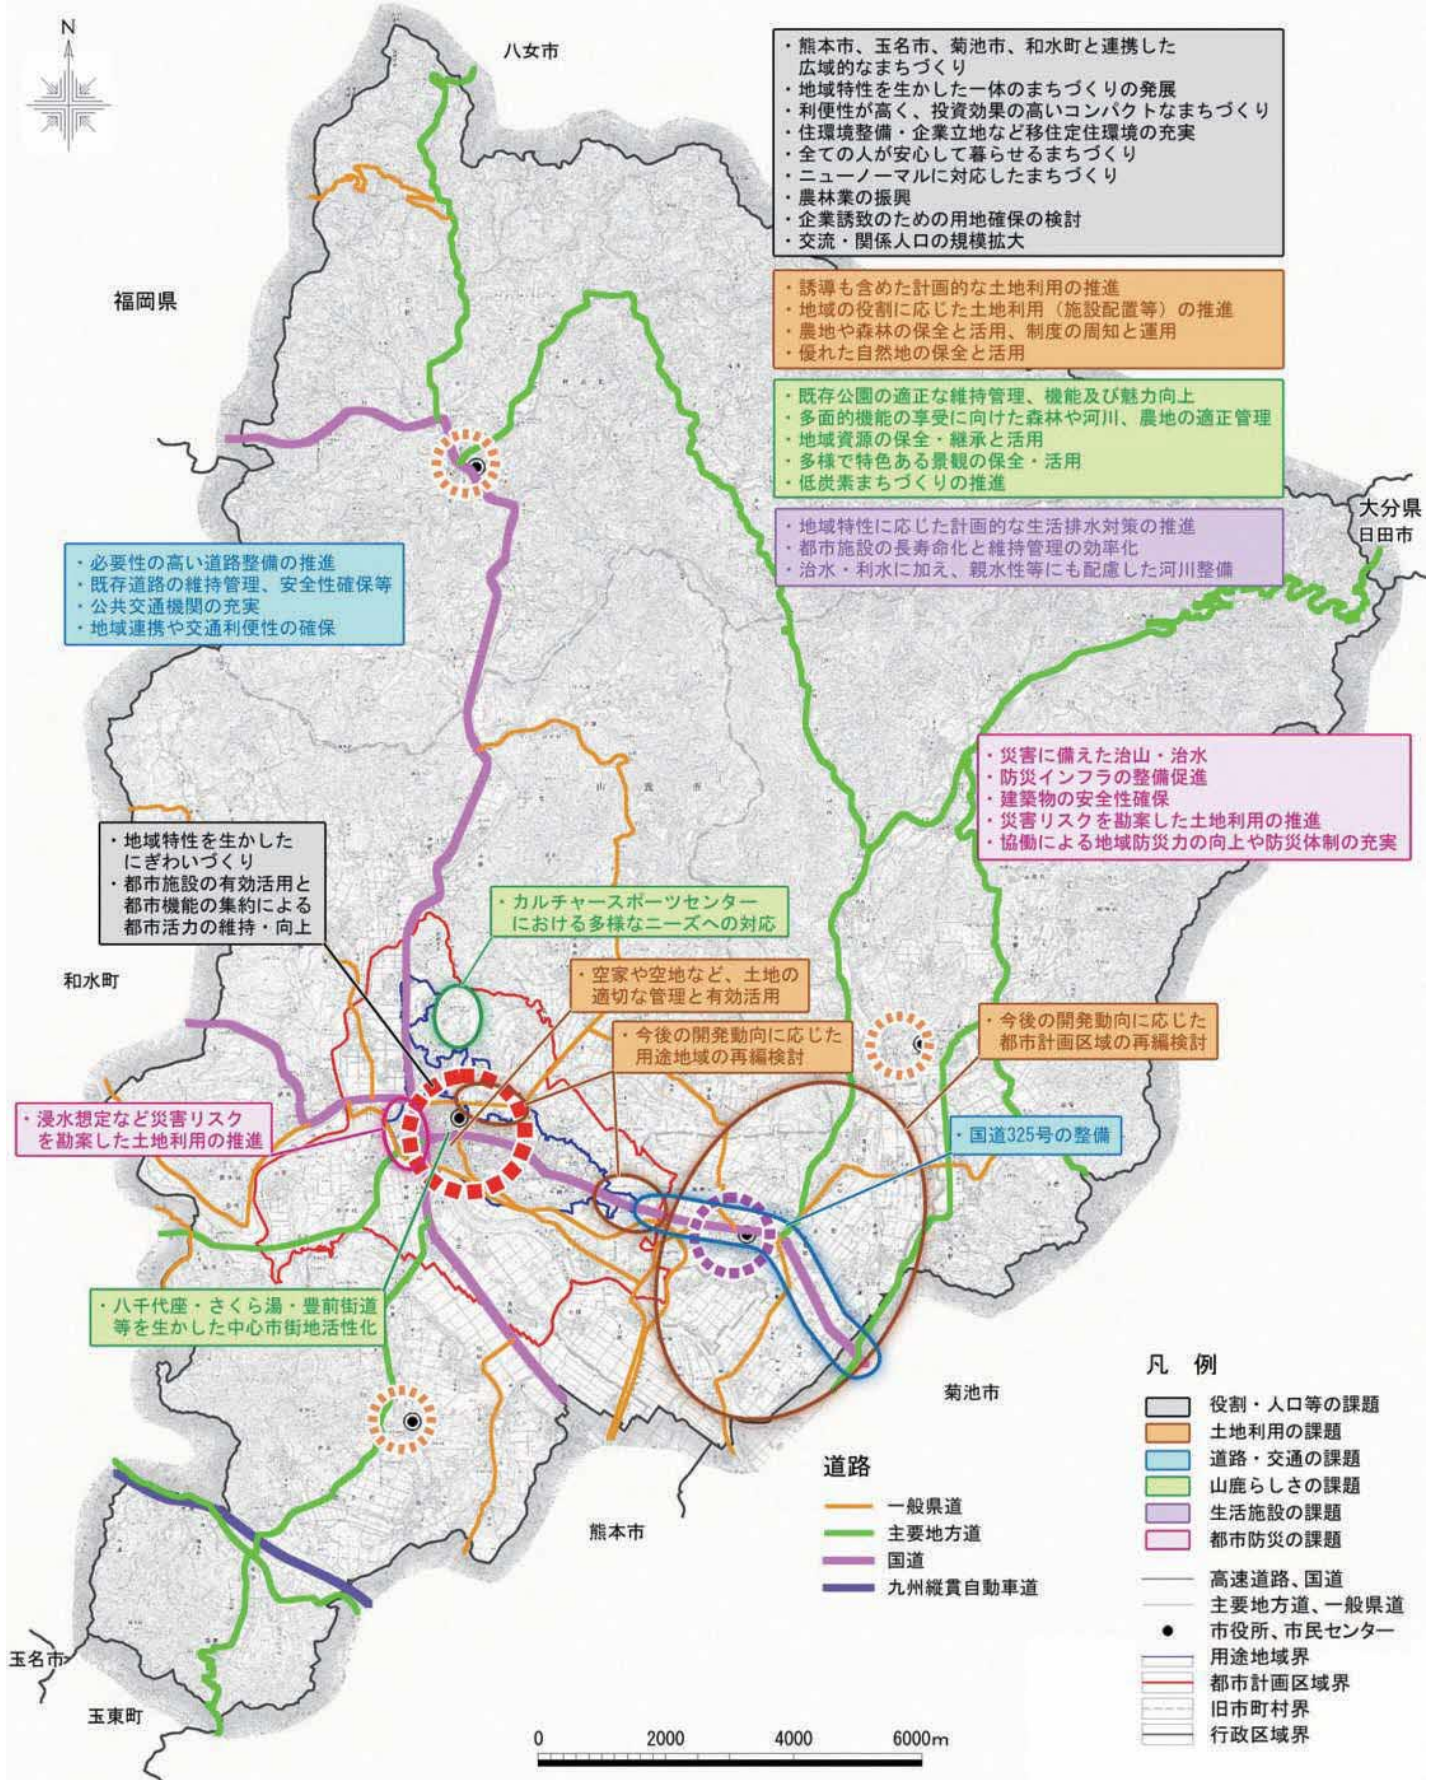 N
八女市
福岡県
・熊本市、玉名市、菊池市、和水町と連携した
広域的なまちづくり
・地域特性を生かした一体のまちづくりの発展
・利便性が高く、投資効果の高いコンパクトなまちづくり
・住環境整備・企業立地など移住定住環境の充実
・全ての人が安心して暮らせるまちづくり
・ニューノーマルに対応したまちづくり
・農林業の振興
・企業誘致のための用地確保の検討
・交流・関係人口の規模拡大
・誘導も含めた計画的な土地利用の推進
・地域の役割に応じた土地利用（施設配置等）の推進
・農地や森林の保全と活用、制度の周知と運用
・優れた自然地の保全と活用
・既存公園の適正な維持管理、機能及び魅力向上
・多面的機能の享受に向けた森林や河川、農地の適正管理
・地域資源の保全・継承と活用
・多様で特色ある景観の保全・活用
・低炭素まちづくりの推進
・地域特性に応じた計画的な生活排水対策の推進
・都市施設の長寿命化と維持管理の効率化
・治水・利水に加え、親水性等にも配慮した河川整備
大分県
日田市
・必要性の高い道路整備の推進
・既存道路の維持管理、安全性確保等
・公共交通機関の充実
・地域連携や交通利便性の確保
・災害に備えた治山・治水
・防災インフラの整備促進
・建築物の安全性確保
・災害リスクを勘案した土地利用の推進
・協働による地域防災力の向上や防災体制の充実
山鹿市
・地域特性を生かした
にぎわいづくり
・都市施設の有効活用と
都市機能の集約による
都市活力の維持・向上
・カルチャースポーツセンター
における多様なニーズへの対応
和水町
・空家や空地など、土地の
適切な管理と有効活用
・今後の開発動向に応じた
用途地域の再編検討
・今後の開発動向に応じた
都市計画区域の再編検討
・浸水想定など災害リスク
を勘案した土地利用の推進
・国道325号の整備
・八千代座・さくら湯・豊前街道
等を生かした中心市街地活性化
菊池市
熊本市
玉名市
玉東町
道路
一般県道
主要地方道
国道
九州縦貫自動車道
凡 例
役割・人口等の課題
土地利用の課題
道路・交通の課題
山鹿らしさの課題
生活施設の課題
都市防災の課題
高速道路、国道
主要地方道、一般県道
市役所、市民センター
用途地域界
都市計画区域界
旧市町村界
行政区域界
0 2000 4000 6000m